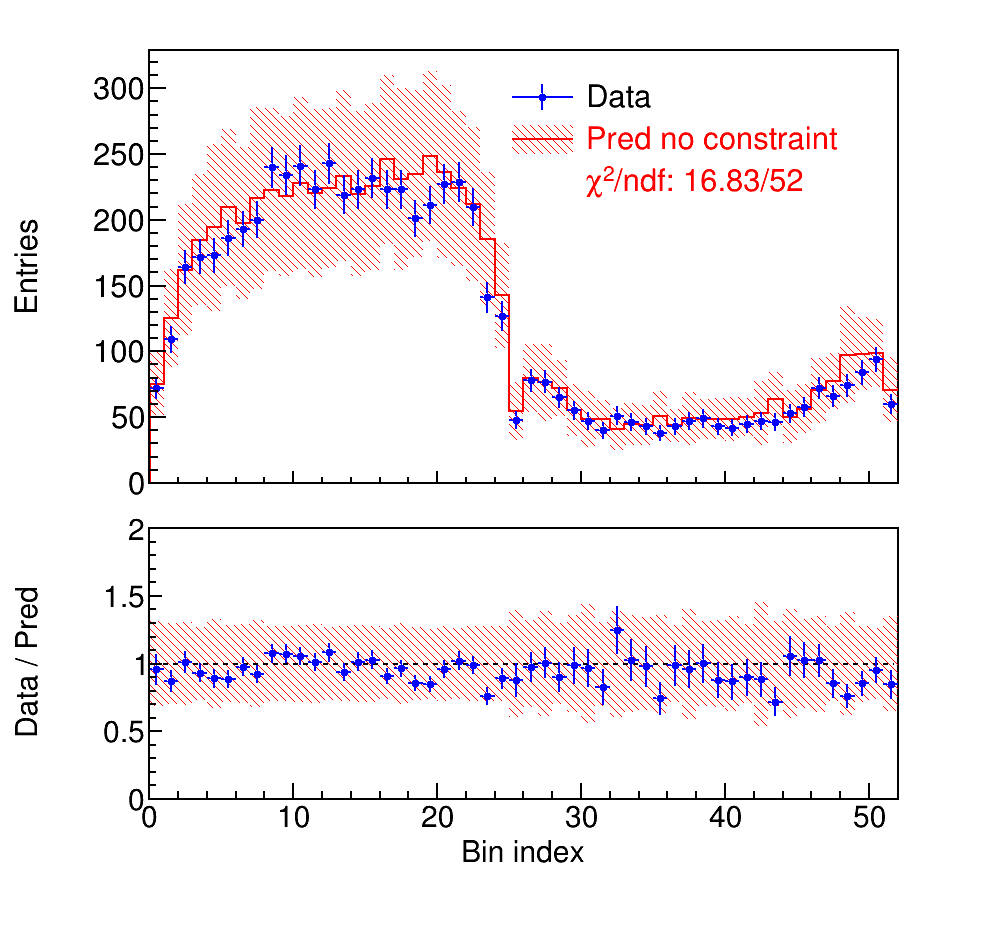 Entries
300
250
200
150
100
50
0
Data
Pred no constraint
χ²/ndf: 16.83/52
Data / Pred
2
1.5
1
0.5
0
0 10 20 30 40 50
Bin index